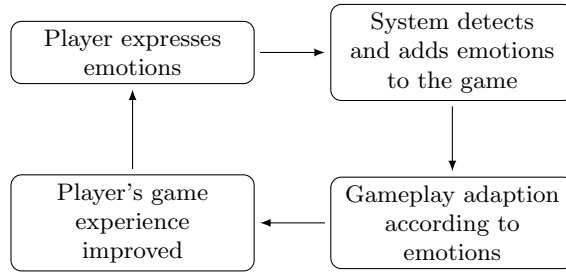 Player expresses
emotions
System detects
and adds emotions
to the game
Gameplay adaption
according to
emotions
Player's game
experience
improved